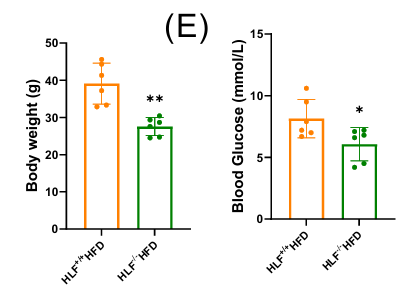 (E)
Body weight (g)
50
40
30
20
10
0
**
HLF+/+HFD
HLF-/-HFD
Blood Glucose (mmol/L)
15
10
5
0
*
HLF+/+HFD
HLF-/-HFD